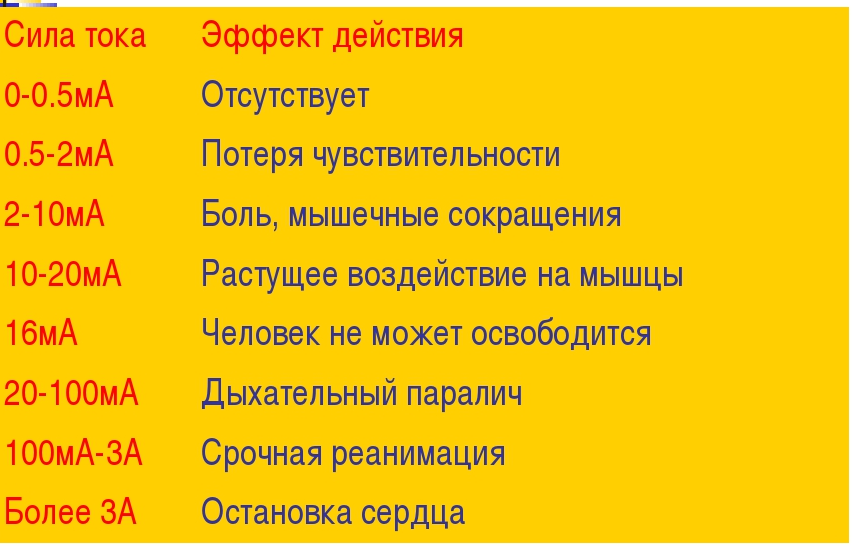 Сила тока Эффект действия
0-0.5мА Отсутствует
0.5-2мА Потеря чувствительности
2-10мА Боль, мышечные сокращения
10-20мА Растущее воздействие на мышцы
16мА Человек не может освободится
20-100мА Дыхательный паралич
100мА-3А Срочная реанимация
Более 3А Остановка сердца